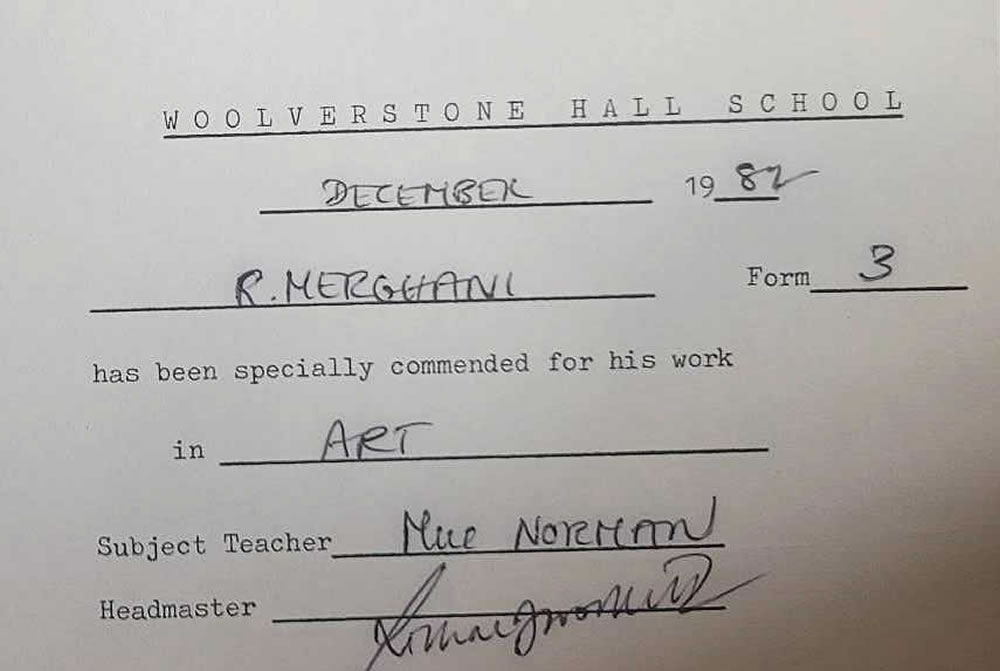 WOOLVERSTONE HALL SCHOOL
DECEMBER 1982
R. MERGHANI Form 3
has been specially commended for his work
in ART
Subject Teacher NORMAN
Headmaster